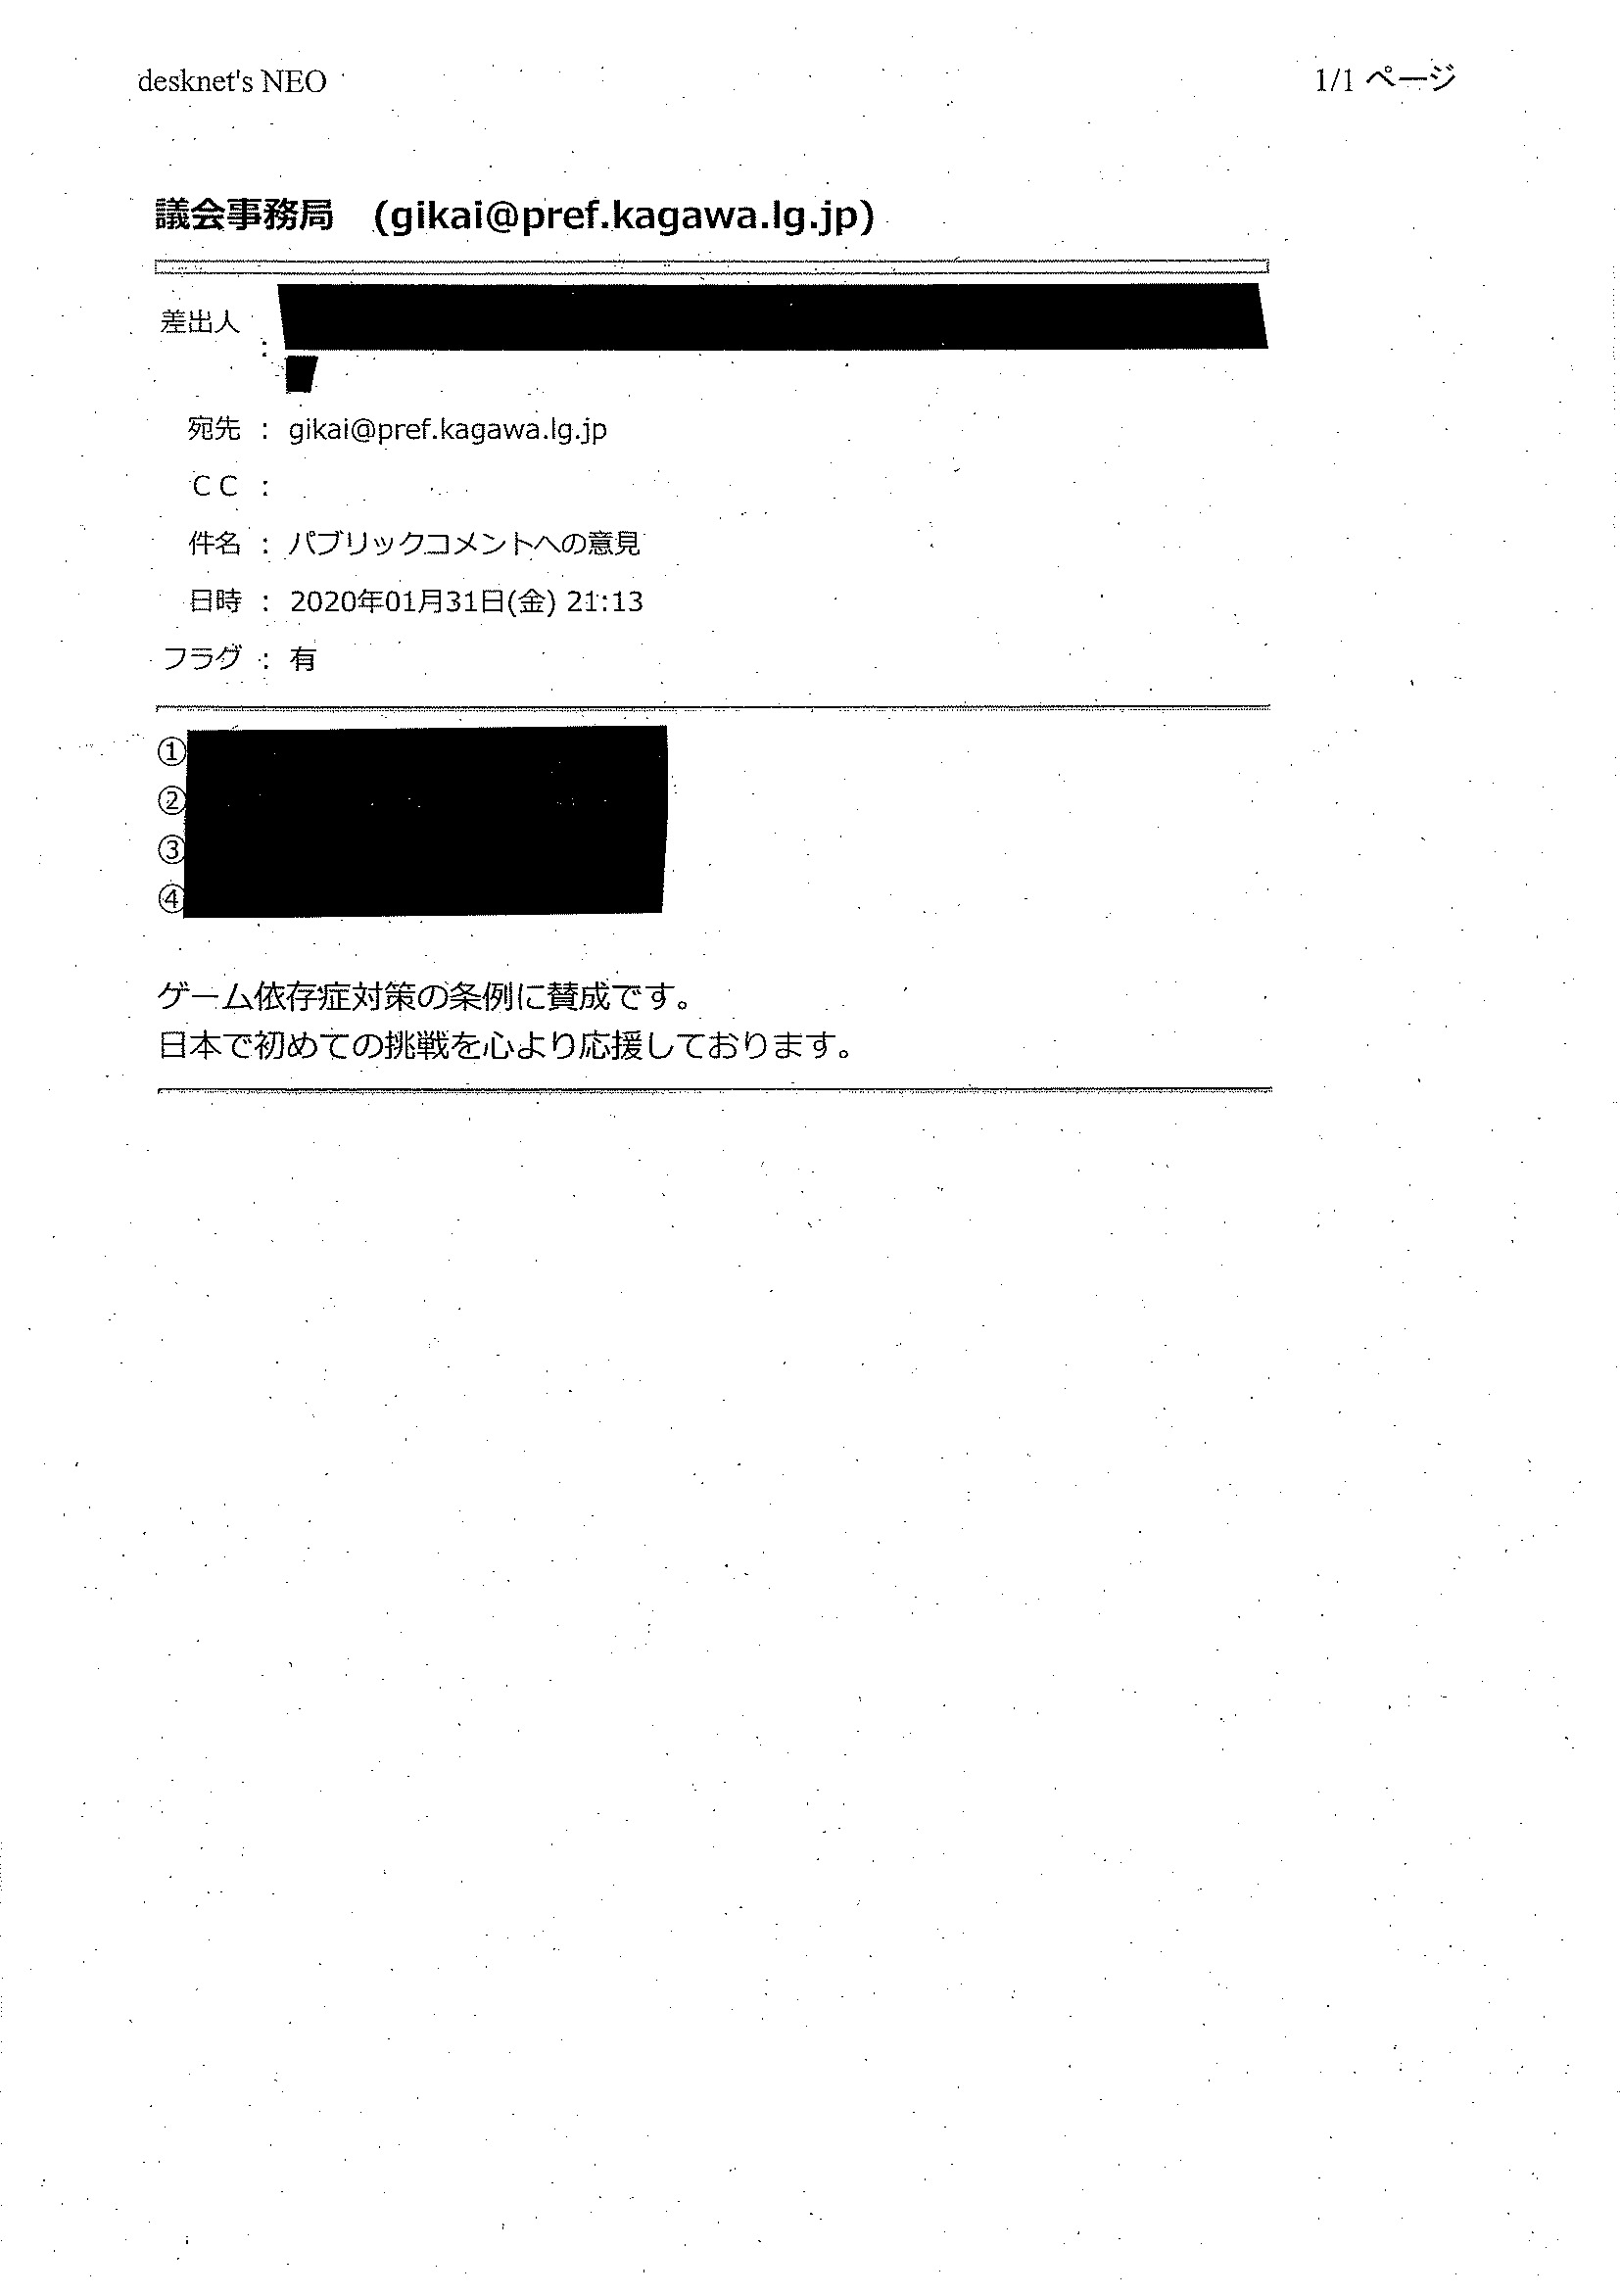 desknet's NEO
1/1 ページ
議会事務局 (gikai@pref.kagawa.lg.jp)
差出人 :
宛先 : gikai@pref.kagawa.lg.jp
ＣＣ :
件名 : パブリックコメントへの意見
日時 : 2020年01月31日(金) 21:13
フラグ : 有
①
②
③
④
ゲーム依存症対策の条例に賛成です。
日本で初めての挑戦を心より応援しております。